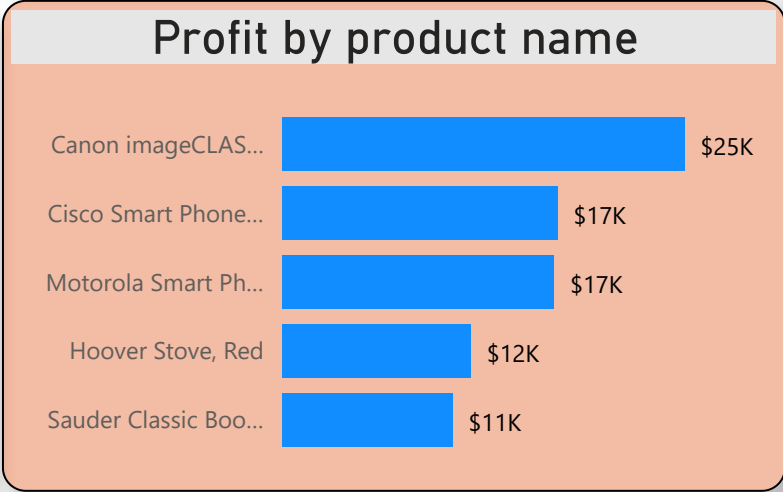 Profit by product name
Canon imageCLAS... $25K
Cisco Smart Phone... $17K
Motorola Smart Ph... $17K
Hoover Stove, Red $12K
Sauder Classic Boo... $11K